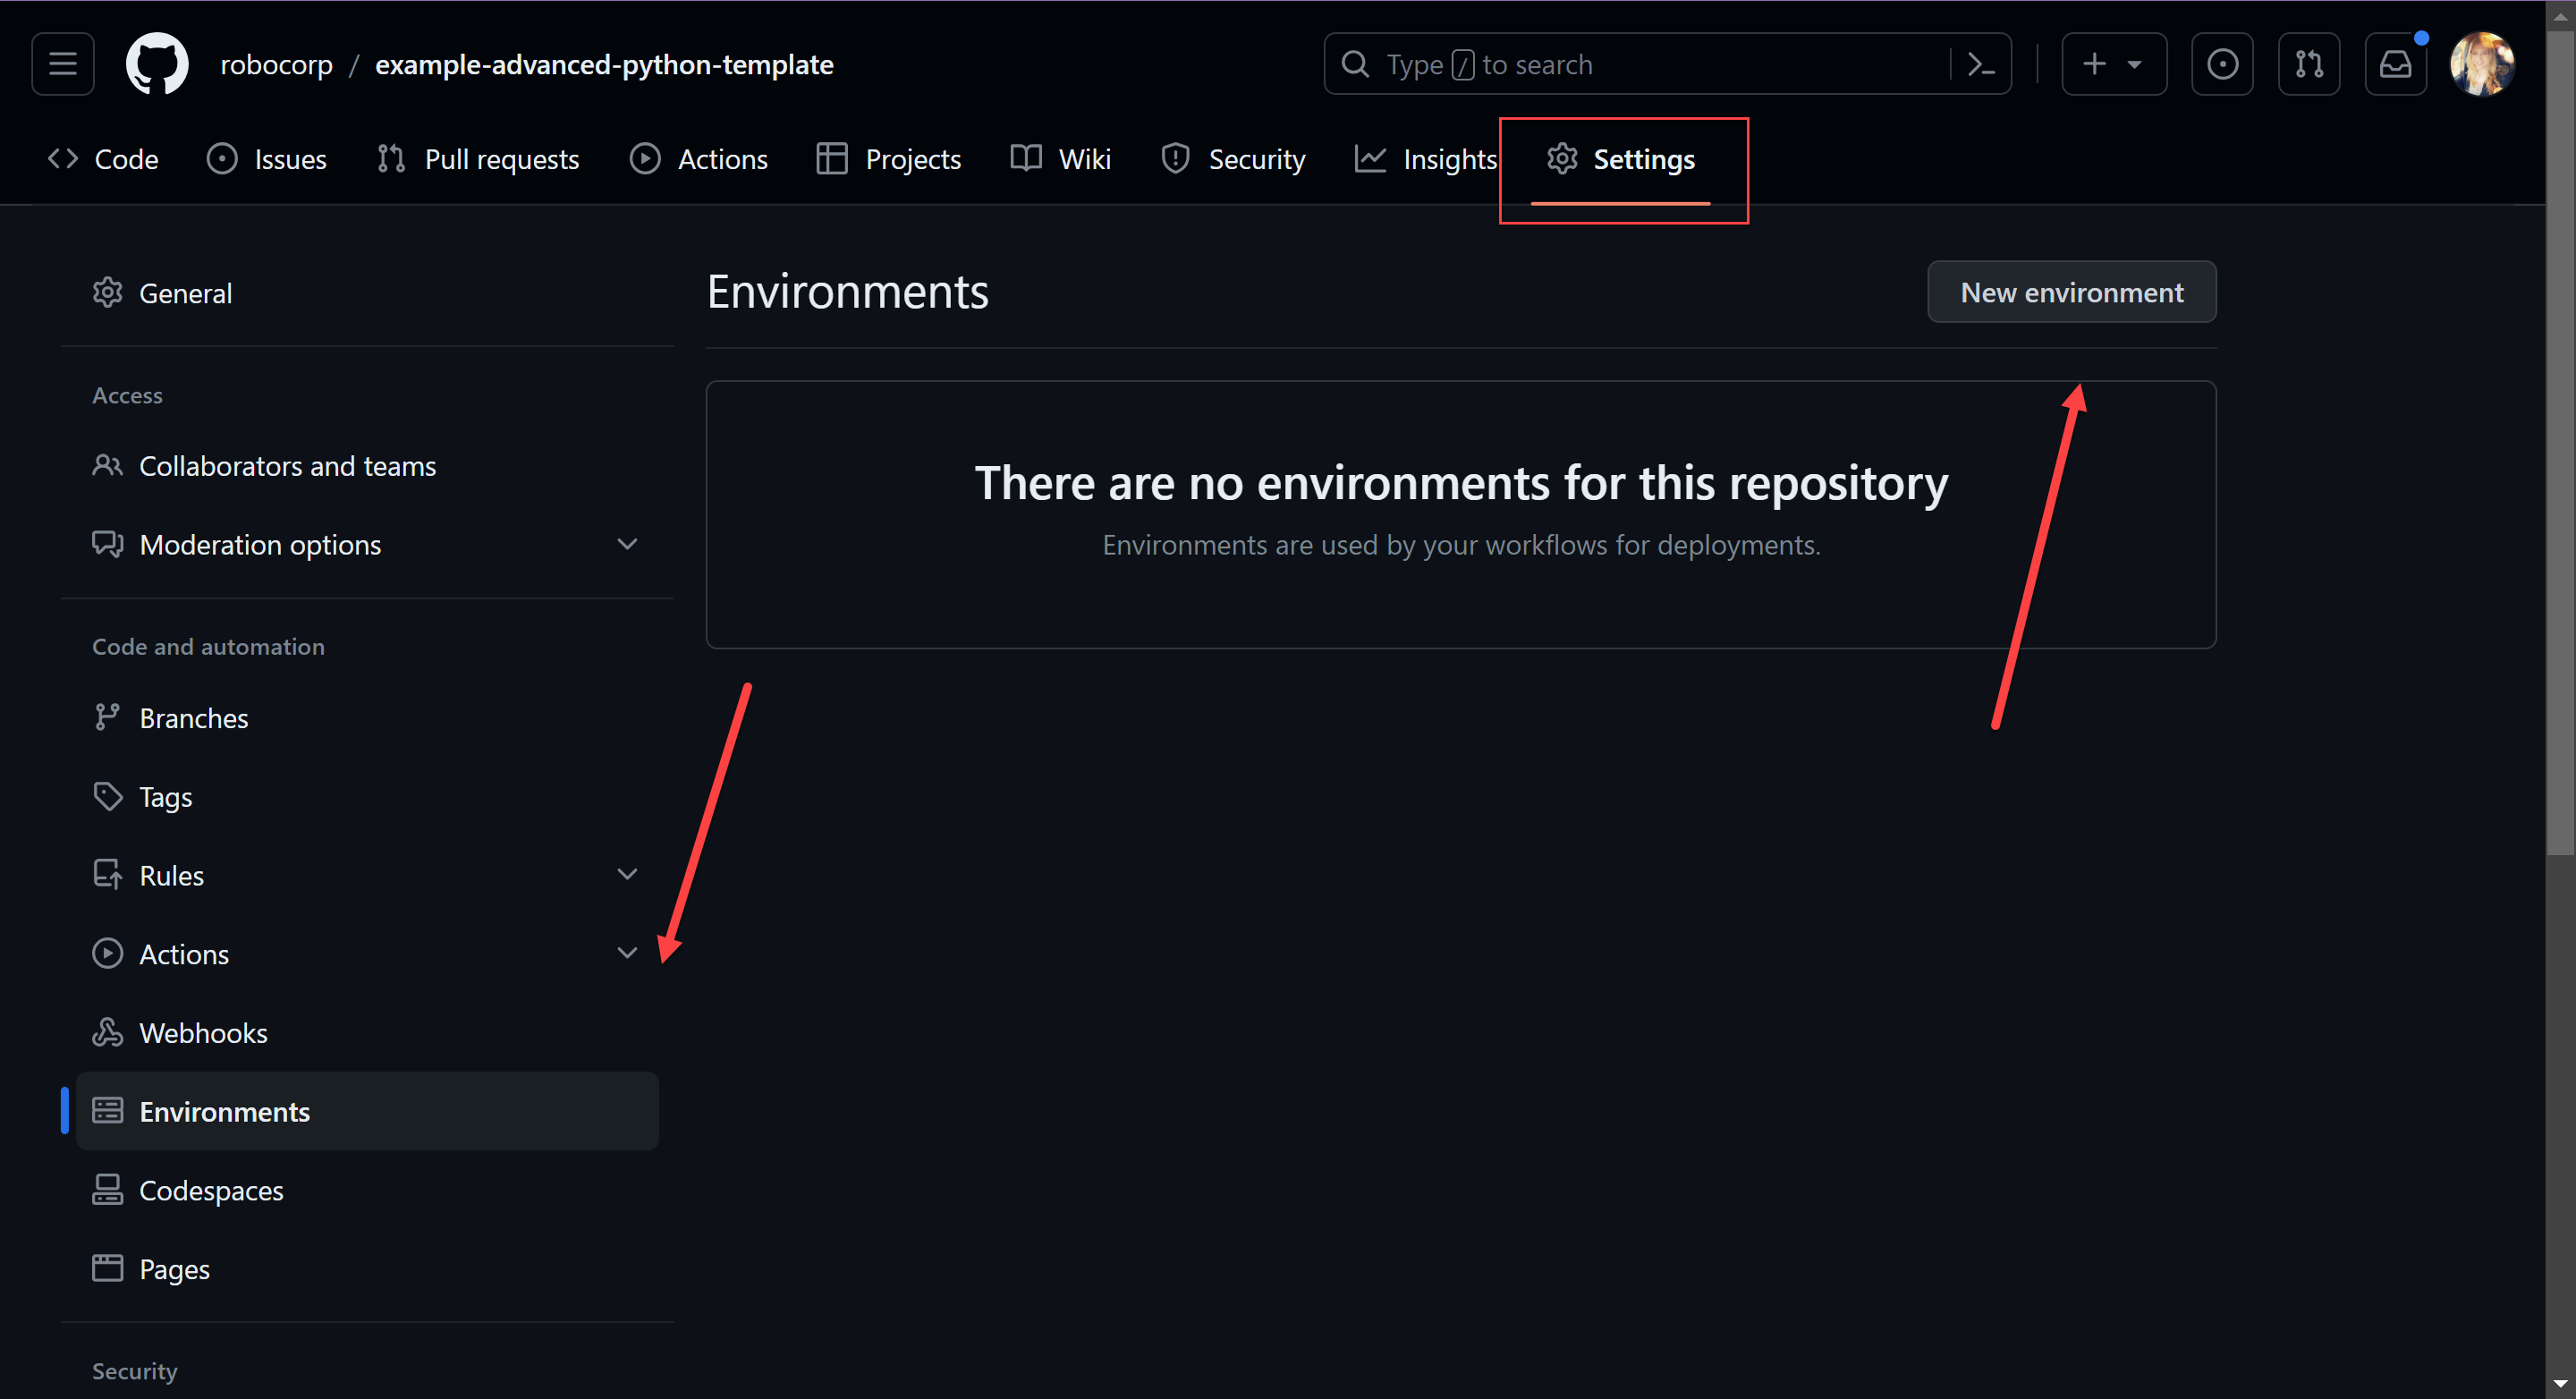 robocorp / example-advanced-python-template
Type / to search
Code Issues Pull requests Actions Projects Wiki Security Insights Settings
General
Access
Collaborators and teams
Moderation options
Code and automation
Branches
Tags
Rules
Actions
Webhooks
Environments
Codespaces
Pages
Security
Environments
New environment
There are no environments for this repository
Environments are used by your workflows for deployments.